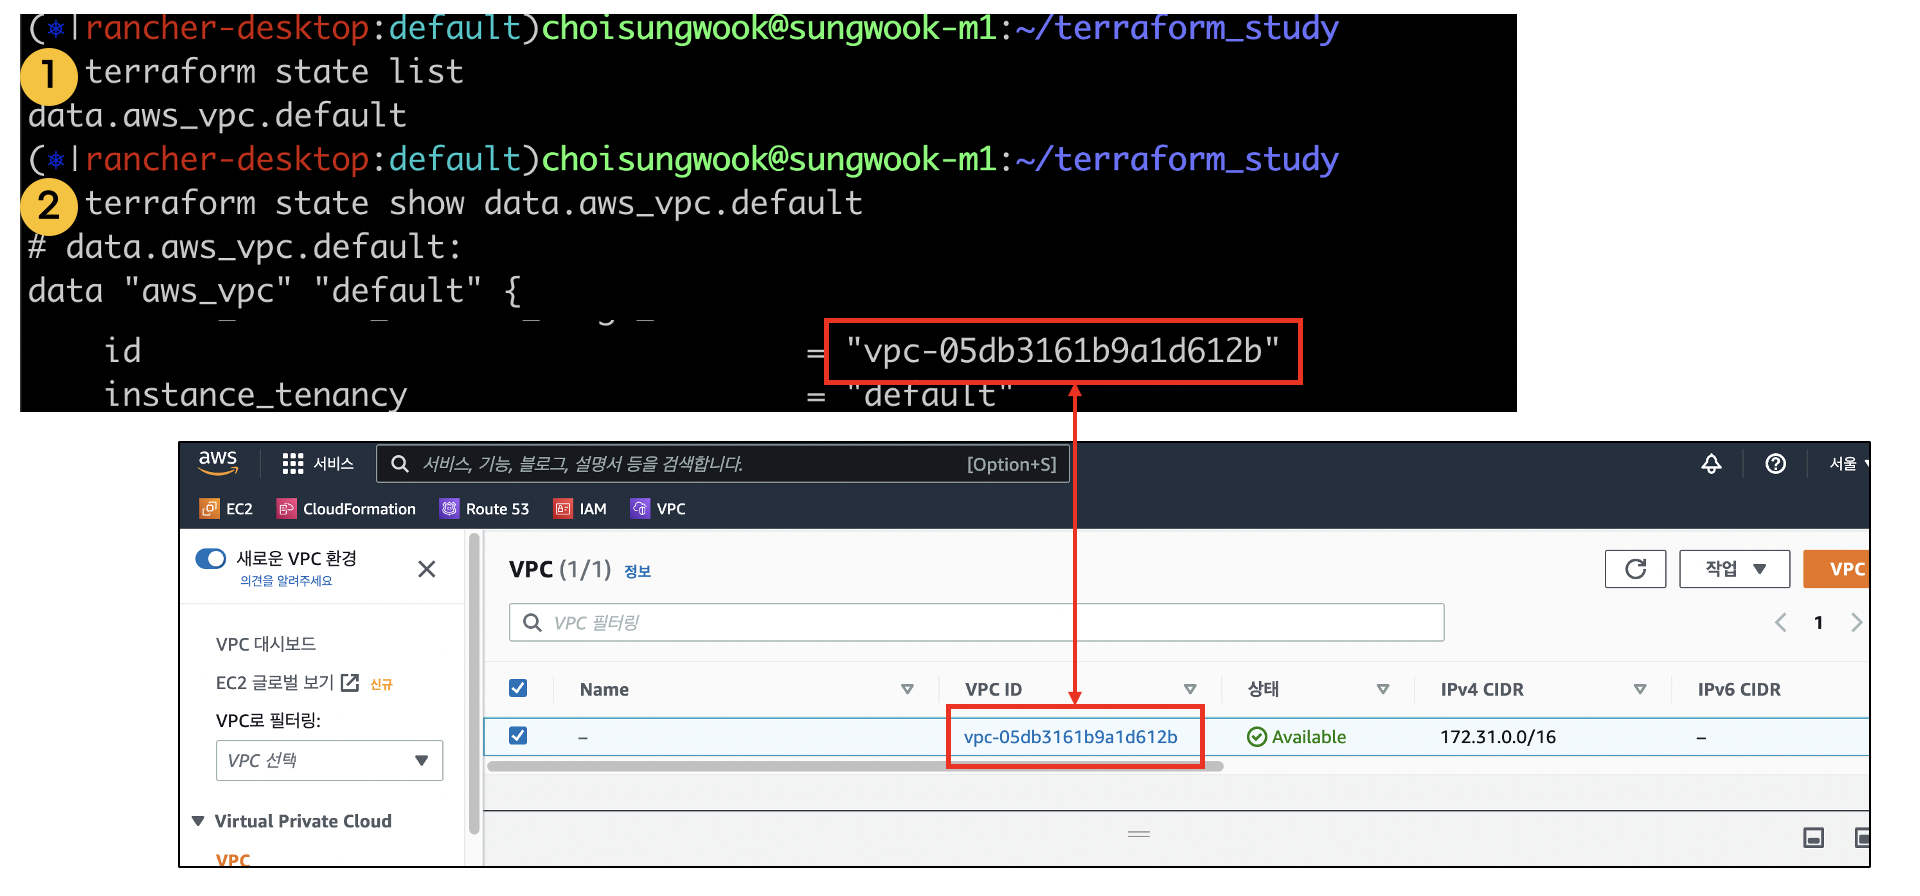 (⎈|rancher-desktop:default)choisungwook@sungwook-m1:~/terraform_study
1 terraform state list
data.aws_vpc.default
(⎈|rancher-desktop:default)choisungwook@sungwook-m1:~/terraform_study
2 terraform state show data.aws_vpc.default
# data.aws_vpc.default:
data "aws_vpc" "default" {
id = "vpc-05db3161b9a1d612b"
instance_tenancy = "default"
aws 서비스 서비스, 기능, 블로그, 설명서 등을 검색합니다. [Option+S] 서울
EC2 CloudFormation Route 53 IAM VPC
새로운 VPC 환경
의견을 알려주세요
VPC 대시보드
EC2 글로벌 보기 신규
VPC로 필터링:
VPC 선택
Virtual Private Cloud
VPC
VPC (1/1) 정보 작업 VPC
VPC 필터링 1
Name VPC ID 상태 IPv4 CIDR IPv6 CIDR
– vpc-05db3161b9a1d612b Available 172.31.0.0/16 –